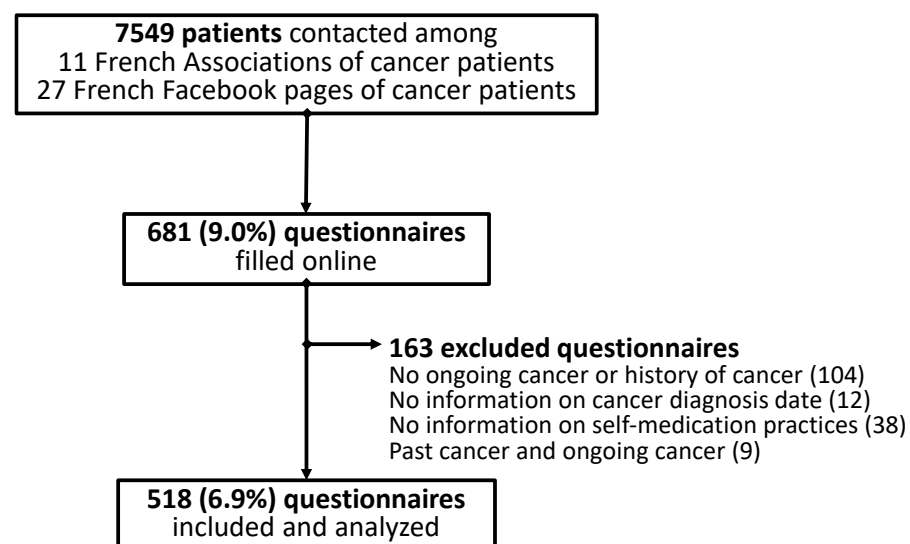 7549 patients contacted among
11 French Associations of cancer patients
27 French Facebook pages of cancer patients
681 (9.0%) questionnaires
filled online
163 excluded questionnaires
No ongoing cancer or history of cancer (104)
No information on cancer diagnosis date (12)
No information on self-medication practices (38)
Past cancer and ongoing cancer (9)
518 (6.9%) questionnaires
included and analyzed